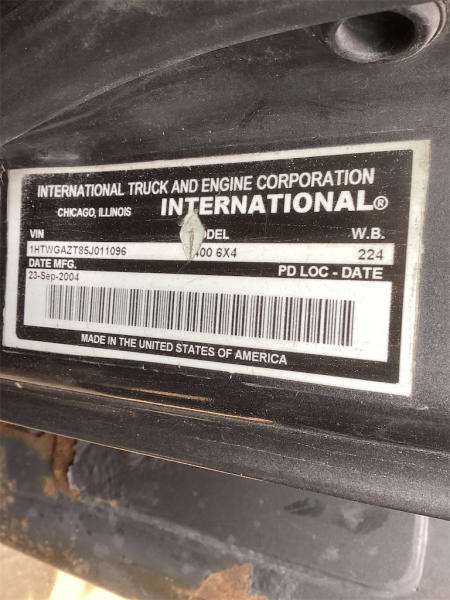 INTERNATIONAL TRUCK AND ENGINE CORPORATION
CHICAGO, ILLINOIS INTERNATIONAL®
VIN W.B.
1HTWGAZT85J011096 6X4 224
DATE MFG. PD LOC - DATE
23-Sep-2004
MADE IN THE UNITED STATES OF AMERICA